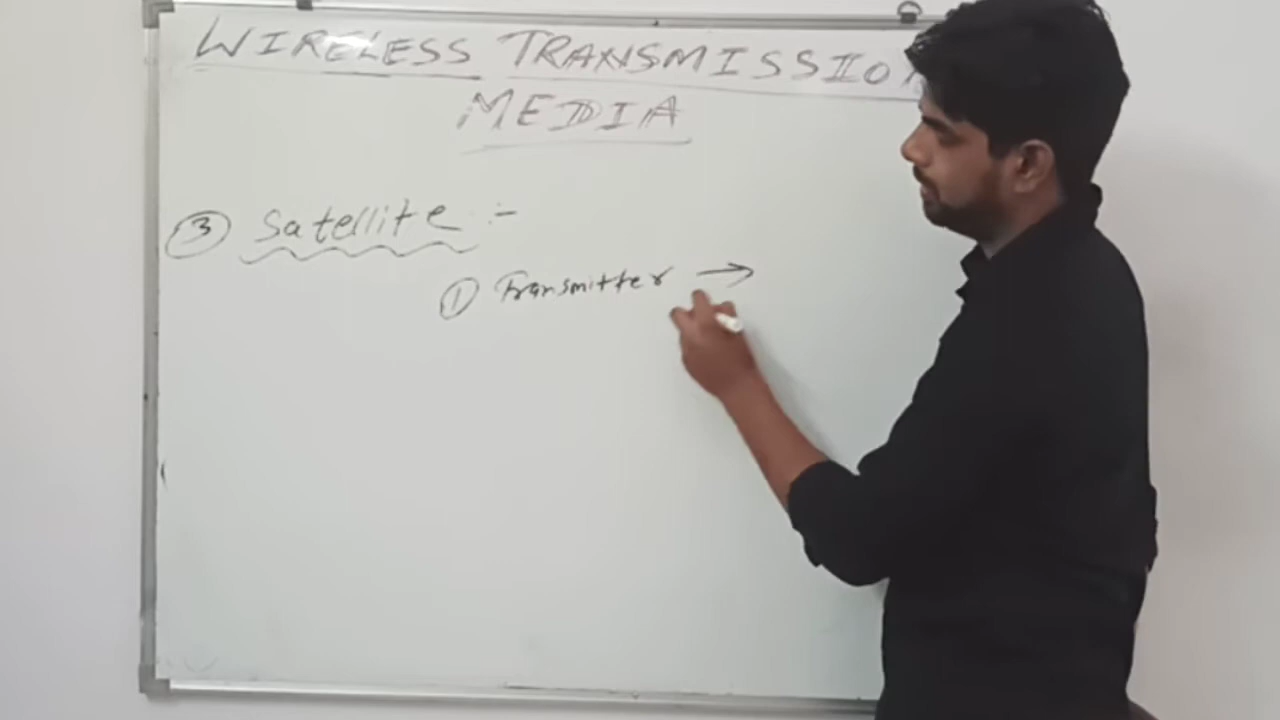 WIRELESS TRANSMISSION
MEDIA
③ Satellite :-
① Transmitter →